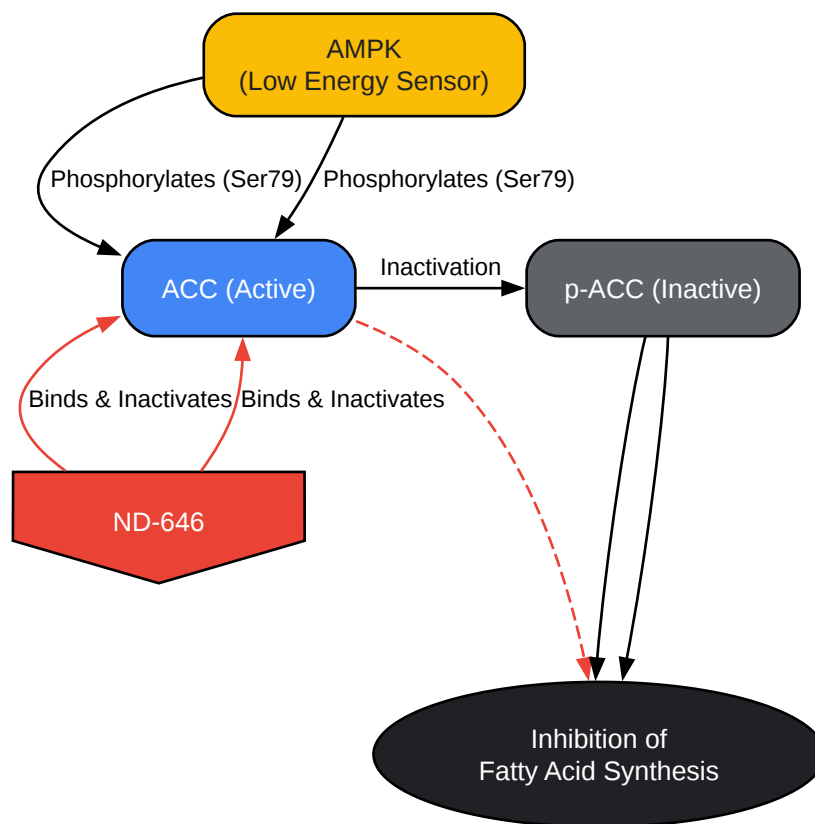 AMPK
(Low Energy Sensor)
Phosphorylates (Ser79)
Phosphorylates (Ser79)
ACC (Active)
Inactivation
p-ACC (Inactive)
Binds & Inactivates
Binds & Inactivates
ND-646
Inhibition of
Fatty Acid Synthesis